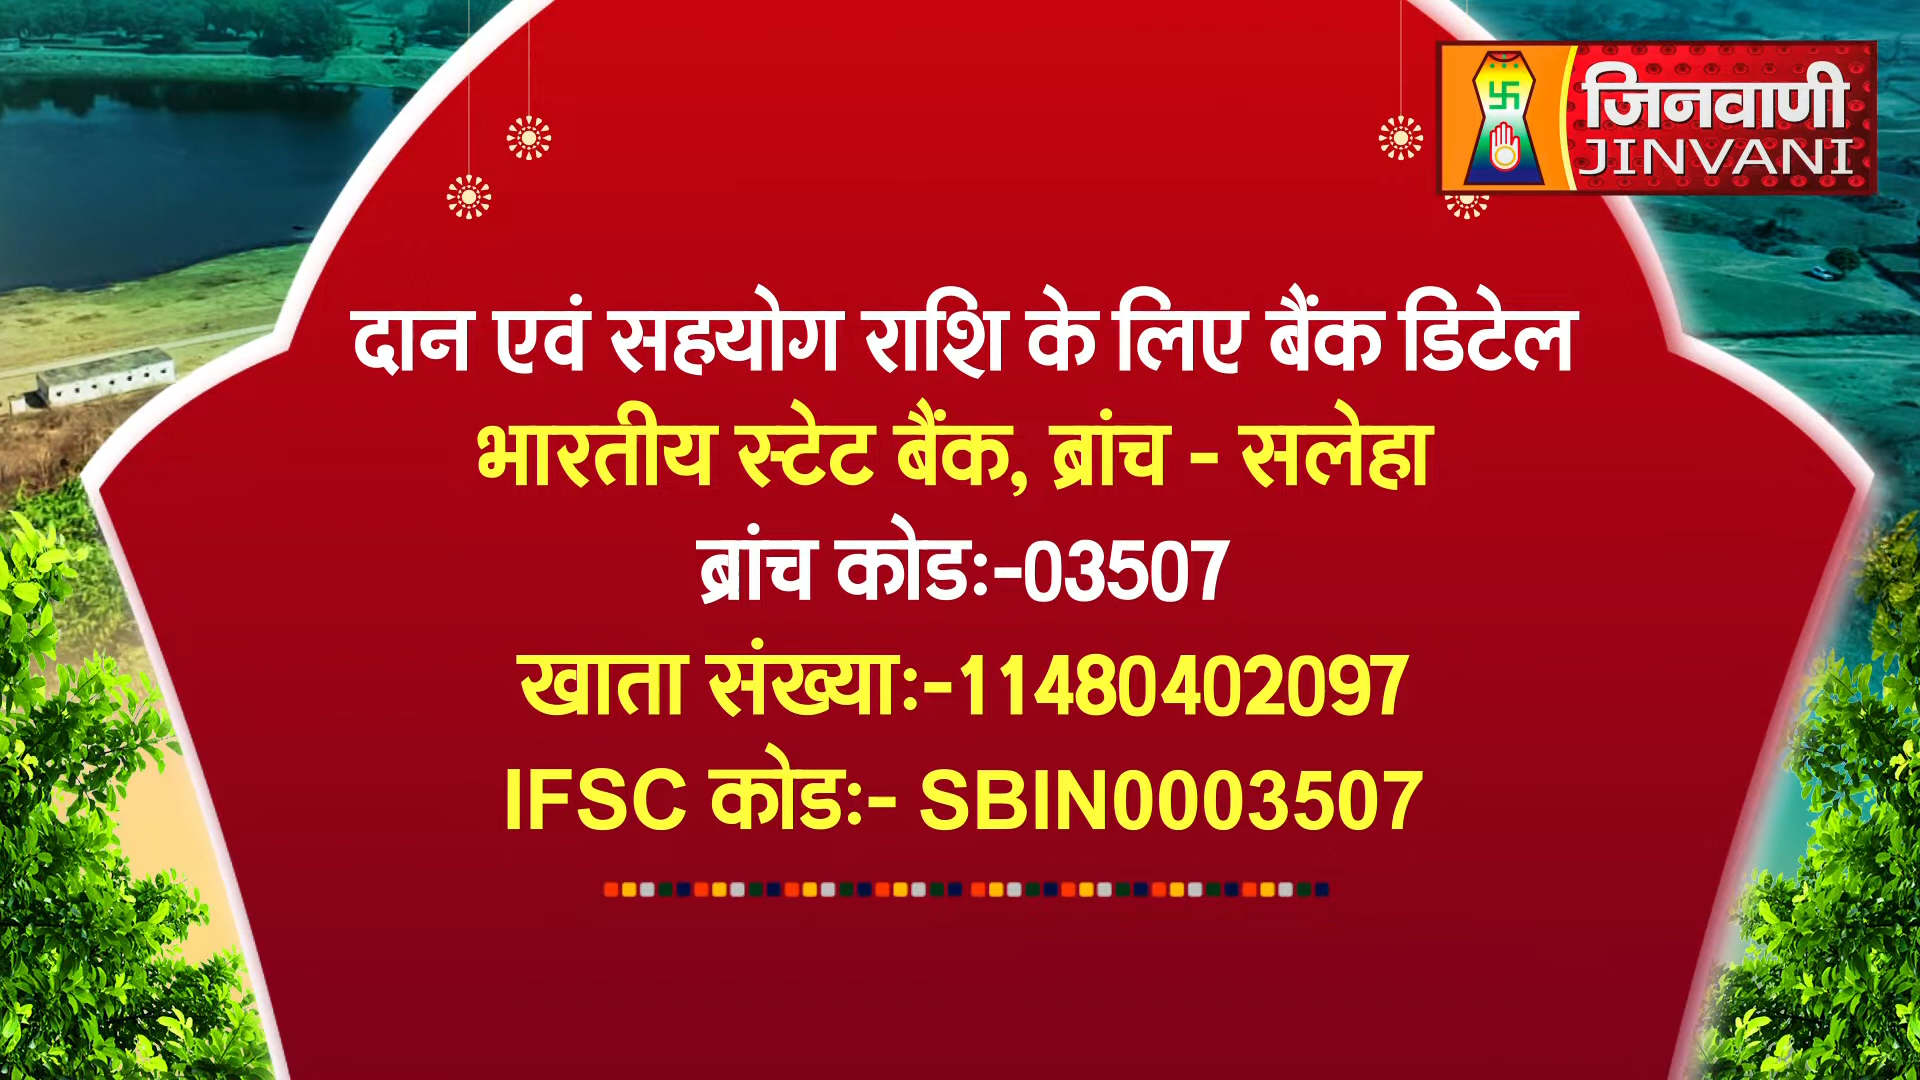 जिनवाणी
JINVANI
दान एवं सहयोग राशि के लिए बैंक डिटेल
भारतीय स्टेट बैंक, ब्रांच - सलेहा
ब्रांच कोडः-03507
खाता संख्याः-11480402097
IFSC कोडः- SBIN0003507